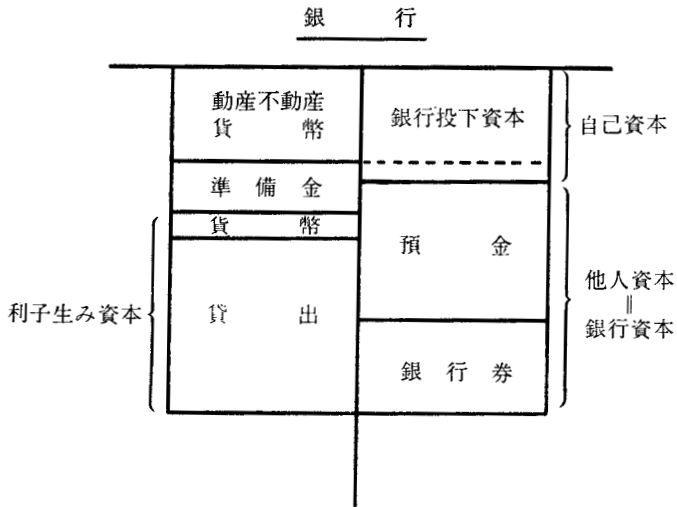 銀行
動産不動産
貨幣
銀行投下資本
自己資本
準備金
貨幣
預金
利子生み資本
貸出
他人資本
||
銀行資本
銀行券